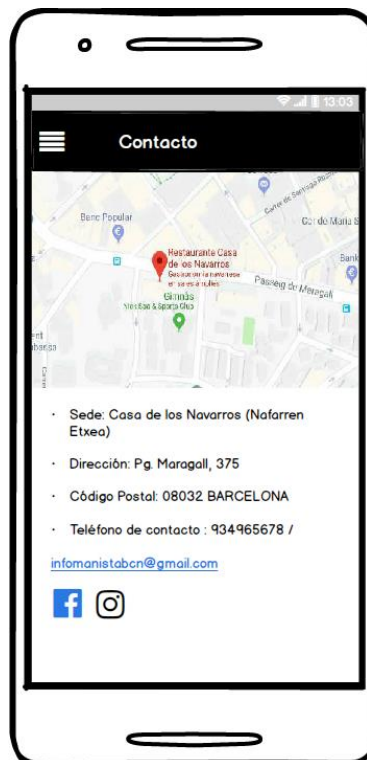 13:03
Contacto
Banc Popular
Restaurante Casa
de los Navarros
Passeig de Maragall
Gimnàs
· Sede: Casa de los Navarros (Nafarren
Etxea)
· Dirección: Pg. Maragall, 375
· Código Postal: 08032 BARCELONA
· Teléfono de contacto : 934965678 /
infomanistabcn@gmail.com